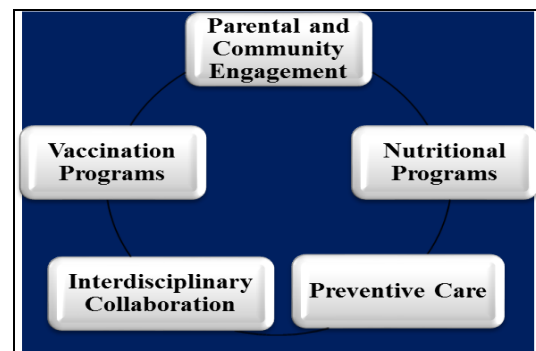 Parental and
Community
Engagement
Vaccination
Programs
Nutritional
Programs
Interdisciplinary
Collaboration
Preventive Care